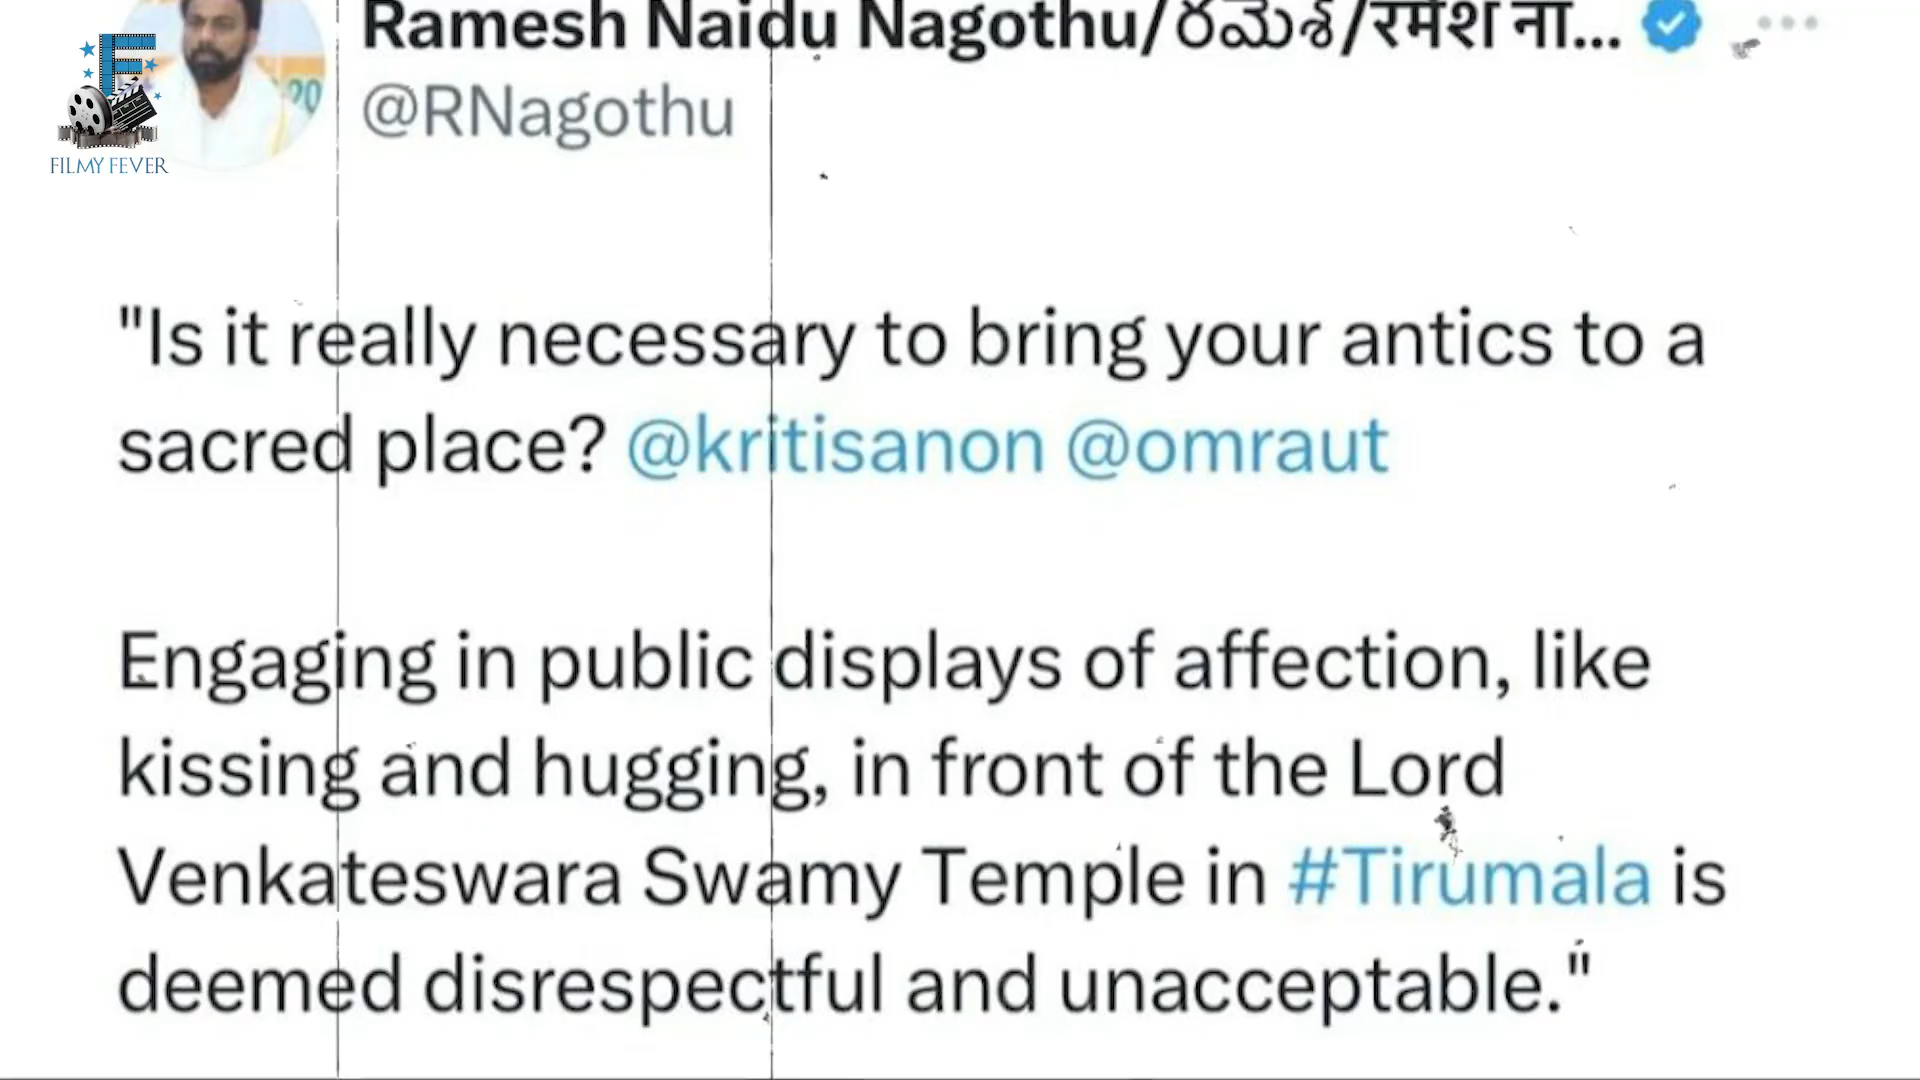 Ramesh Naidu Nagothu/రమేశ్/रमेश ना...
@RNagothu
FILMY FEVER
"Is it really necessary to bring your antics to a
sacred place? @kritisanon @omraut
Engaging in public displays of affection, like
kissing and hugging, in front of the Lord
Venkateswara Swamy Temple in #Tirumala is
deemed disrespectful and unacceptable."